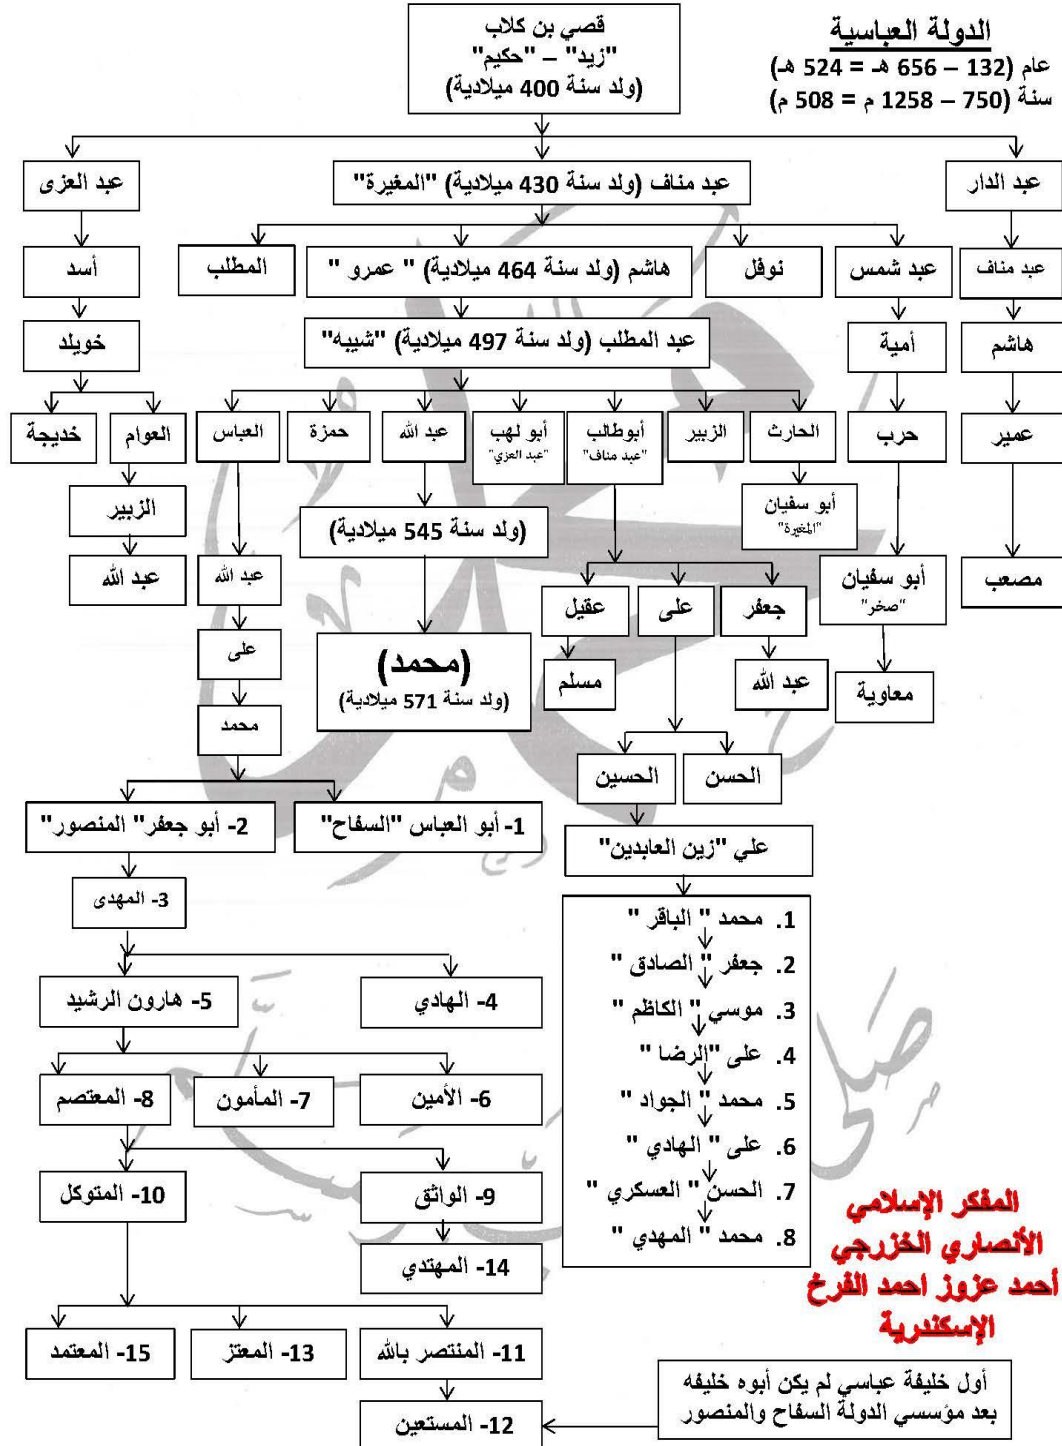 الدولة العباسية
عام (132 – 656 هـ = 524 هـ)
سنة (750 – 1258 م = 508 م)
قصي بن كلاب
"زيد" – "حكيم"
(ولد سنة 400 ميلادية)
عبد الدار
عبد مناف (ولد سنة 430 ميلادية) "المغيرة"
عبد العزى
عبد مناف
عبد شمس
نوفل
هاشم (ولد سنة 464 ميلادية) " عمرو "
المطلب
أسد
هاشم
أمية
عبد المطلب (ولد سنة 497 ميلادية) "شيبه"
خويلد
عمير
حرب
الحارث
الزبير
أبوطالب
"عبد مناف"
أبو لهب
"عبد العزي"
عبد الله
حمزة
العباس
العوام
خديجة
أبو سفيان
"المغيرة"
(ولد سنة 545 ميلادية)
الزبير
مصعب
أبو سفيان
"صخر"
جعفر
على
عقيل
عبد الله
عبد الله
معاوية
عبد الله
مسلم
(محمد)
(ولد سنة 571 ميلادية)
على
محمد
الحسن
الحسين
1- أبو العباس "السفاح"
2- أبو جعفر" المنصور"
علي "زين العابدين"
3- المهدى
1. محمد " الباقر "
2. جعفر " الصادق "
3. موسي " الكاظم "
4. على "الرضا "
5. محمد " الجواد "
6. على " الهادي "
7. الحسن " العسكري "
8. محمد " المهدي "
4- الهادي
5- هارون الرشيد
6- الأمين
7- المأمون
8- المعتصم
9- الواثق
10- المتوكل
14- المهتدي
11- المنتصر بالله
13- المعتز
15- المعتمد
12- المستعين
أول خليفة عباسي لم يكن أبوه خليفه
بعد مؤسسي الدولة السفاح والمنصور
المفكر الإسلامي
الأنصاري الخزرجي
أحمد عزوز احمد الفرخ
الإسكندرية
محمد
صلى الله عليه وسلم